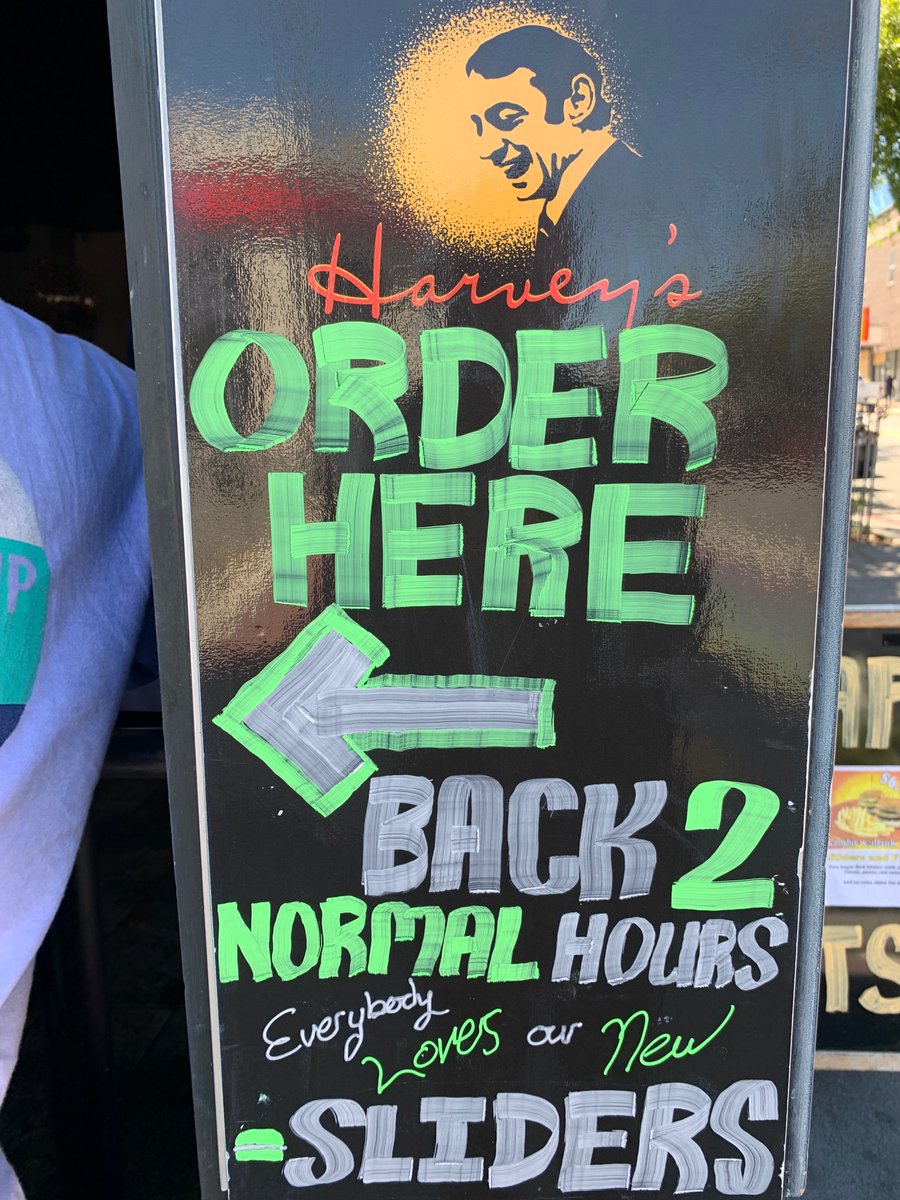 Harvey's
ORDER
HERE
BACK 2
NORMAL HOURS
Everybody Loves our New
SLIDERS